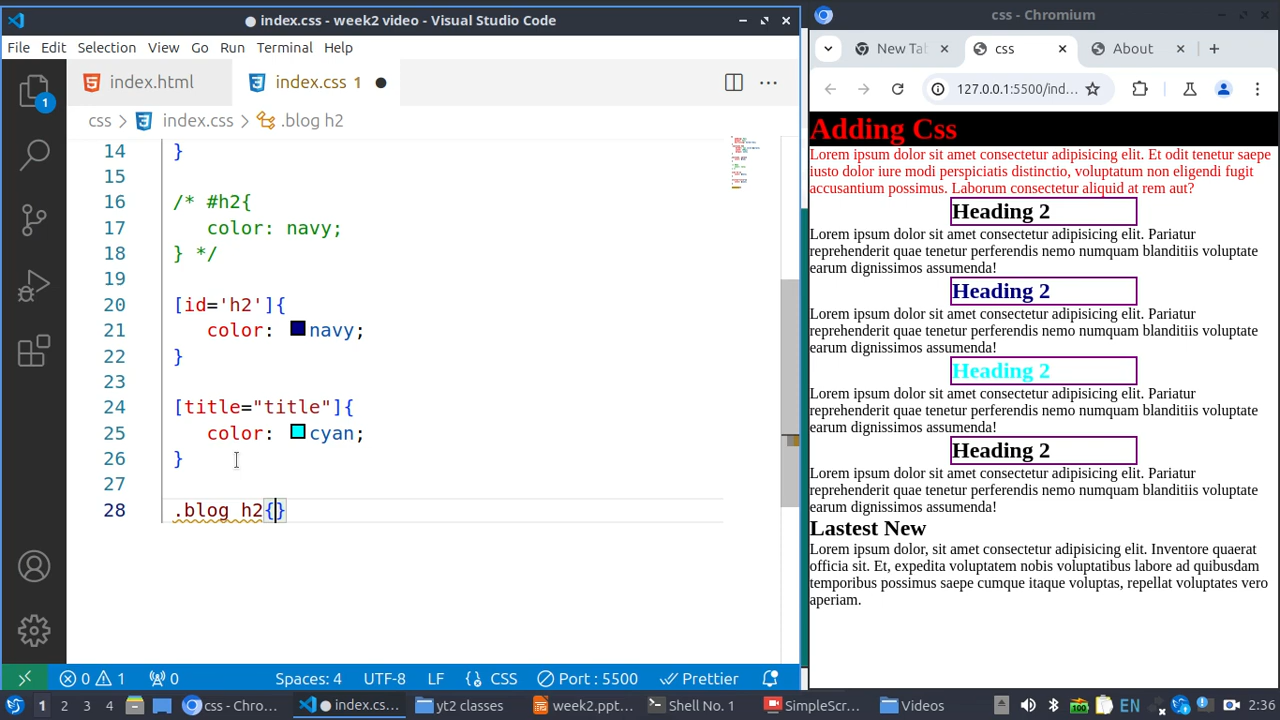 index.css - week2 video - Visual Studio Code
File Edit Selection View Go Run Terminal Help
index.html
index.css 1
css > index.css > .blog h2
14 }
15
16 /* #h2{
17 color: navy;
18 } */
19
20 [id='h2']{
21 color: navy;
22 }
23
24 [title="title"]{
25 color: cyan;
26 }
27
28 .blog h2{}
1
0 1 0 Spaces: 4 UTF-8 LF CSS Port : 5500 Prettier
css - Chromium
New Tab
css
About
127.0.0.1:5500/ind...
Adding Css
Lorem ipsum dolor sit amet consectetur adipisicing elit. Et odit tenetur saepe
iusto dolor iure modi perspiciatis distinctio, voluptatum non eligendi fugit
accusantium possimus. Laborum consectetur aliquid at rem aut?
Heading 2
Lorem ipsum dolor sit amet consectetur adipisicing elit. Pariatur
reprehenderit quae tenetur perferendis nemo numquam blanditiis voluptate
earum dignissimos assumenda!
Heading 2
Lorem ipsum dolor sit amet consectetur adipisicing elit. Pariatur
reprehenderit quae tenetur perferendis nemo numquam blanditiis voluptate
earum dignissimos assumenda!
Heading 2
Lorem ipsum dolor sit amet consectetur adipisicing elit. Pariatur
reprehenderit quae tenetur perferendis nemo numquam blanditiis voluptate
earum dignissimos assumenda!
Heading 2
Lorem ipsum dolor sit amet consectetur adipisicing elit. Pariatur
reprehenderit quae tenetur perferendis nemo numquam blanditiis voluptate
earum dignissimos assumenda!
Lastest New
Lorem ipsum dolor, sit amet consectetur adipisicing elit. Inventore quaerat
officia sit. Et, expedita voluptatem nobis voluptatibus labore ad quibusdam
temporibus possimus saepe cumque itaque voluptas, repellat voluptates vero
aperiam.
1 2 3 4 css - Chro... index.css... yt2 classes week2.ppt... Shell No. 1 SimpleScr... Videos 100 EN 2:36